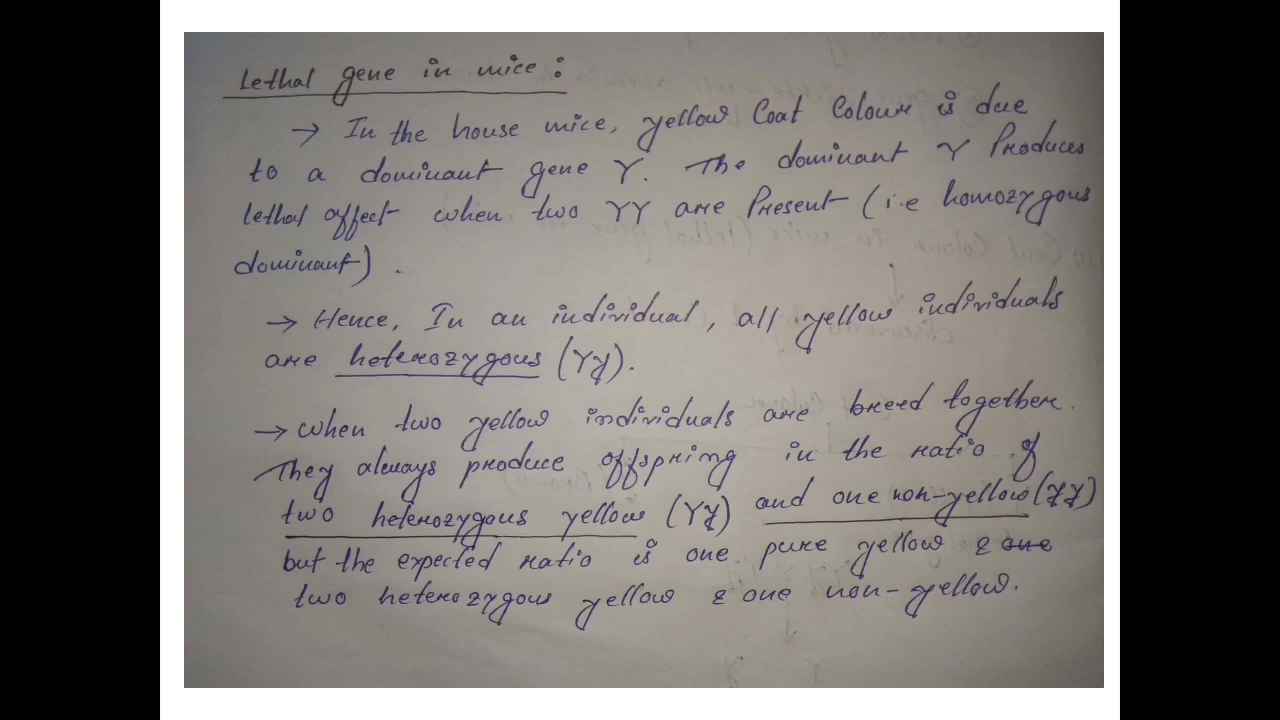 Lethal gene in mice :
→ In the house mice, yellow Coat Colour is due
to a dominant gene Y. The dominant Y Produces
lethal affect when two YY are Present (i.e homozygous
dominant).
→ Hence, In an individual, all yellow individuals
are heterozygous (Yy).
→ when two yellow individuals are breed together.
They always produce offspring in the ratio of
two heterozygous yellow (Yy) and one non-yellow (yy)
but the expected ratio is one pure yellow & one
two heterozygous yellow & one non-yellow.